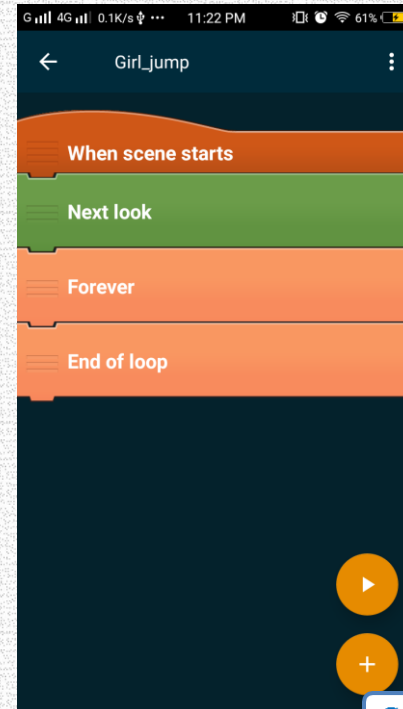 G 4G 0.1K/s ... 11:22 PM 61%
Girl_jump
When scene starts
Next look
Forever
End of loop